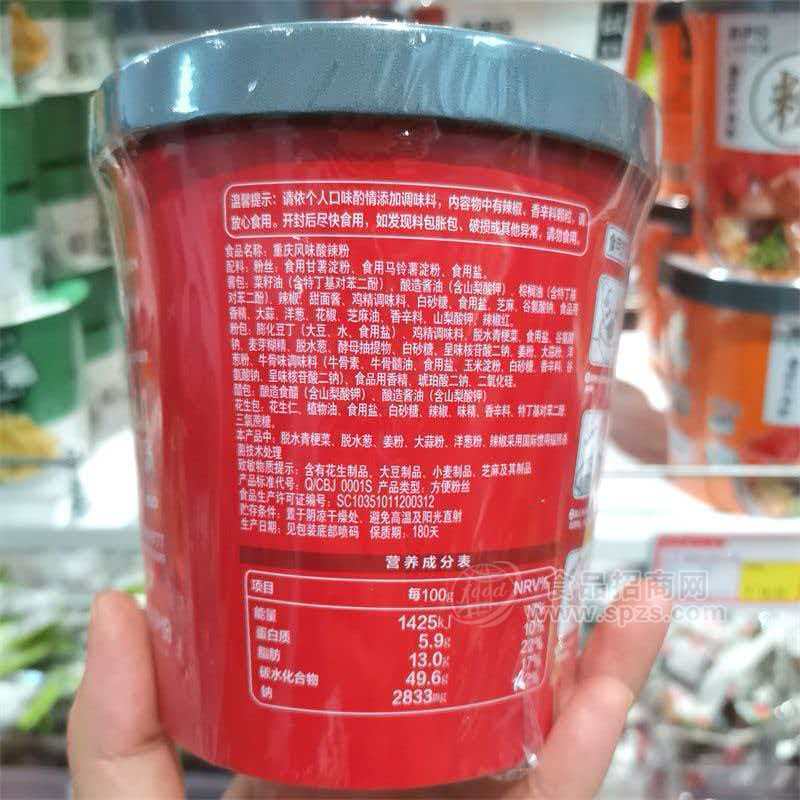 温馨提示：请依个人口味酌情添加调味料，内容物中有辣椒、香辛料颗粒，请
放心食用。开封后尽快食用，如发现料包胀包、破损或其他异常，请勿食用。
食品名称：重庆风味酸辣粉
配料：粉丝：食用甘薯淀粉、食用马铃薯淀粉、食用盐。
酱包：菜籽油（含特丁基对苯二酚）、酿造酱油（含山梨酸钾）、棕榈油（含特丁基
对苯二酚）、辣椒、甜面酱、鸡精调味料、白砂糖、食用盐、芝麻、谷氨酸钠、食品用
香精、大蒜、洋葱、花椒、芝麻油、香辛料、山梨酸钾、辣椒红。
粉包：膨化豆丁（大豆、水、食用盐）、鸡精调味料、脱水青梗菜、食用盐、谷氨酸
钠、麦芽糊精、脱水葱、酵母抽提物、白砂糖、呈味核苷酸二钠、姜粉、大蒜粉、洋
葱粉、牛骨味调味料（牛骨素、牛骨髓油、食用盐、玉米淀粉、白砂糖、香辛料、谷
氨酸钠、呈味核苷酸二钠）、食品用香精、琥珀酸二钠、二氧化硅。
醋包：酿造食醋（含山梨酸钾）、酿造酱油（含山梨酸钾）
花生包：花生仁、植物油、食用盐、白砂糖、辣椒、味精、香辛料、特丁基对苯二酚、
三氯蔗糖。
本产品中，脱水青梗菜、脱水葱、姜粉、大蒜粉、洋葱粉、辣椒采用国际惯用辐照杀
菌技术处理
致敏物质提示：含有花生制品、大豆制品、小麦制品、芝麻及其制品
产品标准代号：Q/CBJ 0001S 产品类型：方便粉丝
食品生产许可证编号：SC10351011200312
贮存条件：置于阴凉干燥处、避免高温及阳光直射
生产日期：见包装底部喷码 保质期：180天
营养成分表
项目 每100g NRV%
能量 1425kJ
蛋白质 5.9g 10%
脂肪 13.0g 22%
碳水化合物 49.6g 17%
钠 2833mg
food
食品招商网
www.spzs.com
粉